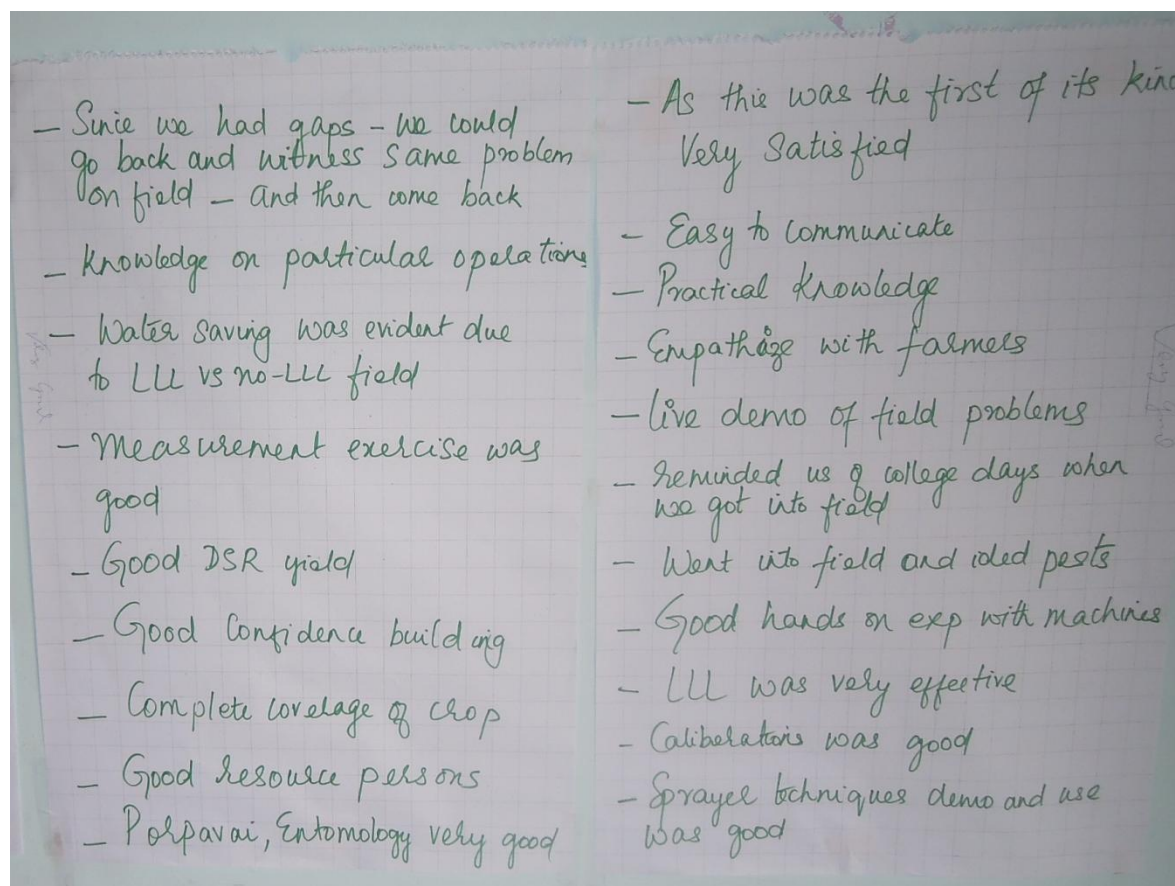 – Since we had gaps – we could
go back and witness same problem
on field – And then come back
– knowledge on particular operations
– Water saving was evident due
to LLL vs no-LLL field
– Measurement exercise was
good
– Good DSR yield
– Good Confidence building
– Complete coverage of crop
– Good resource persons
– Porpavai, Entomology very good
– As this was the first of its kind
Very Satisfied
– Easy to communicate
– Practical knowledge
– Empathize with farmers
– live demo of field problems
– reminded us of college days when
we got into field
– Went into field and ided pests
– Good hands on exp with machines
– LLL was very effective
– Caliberations was good
– Sprayer techniques demo and use
was good